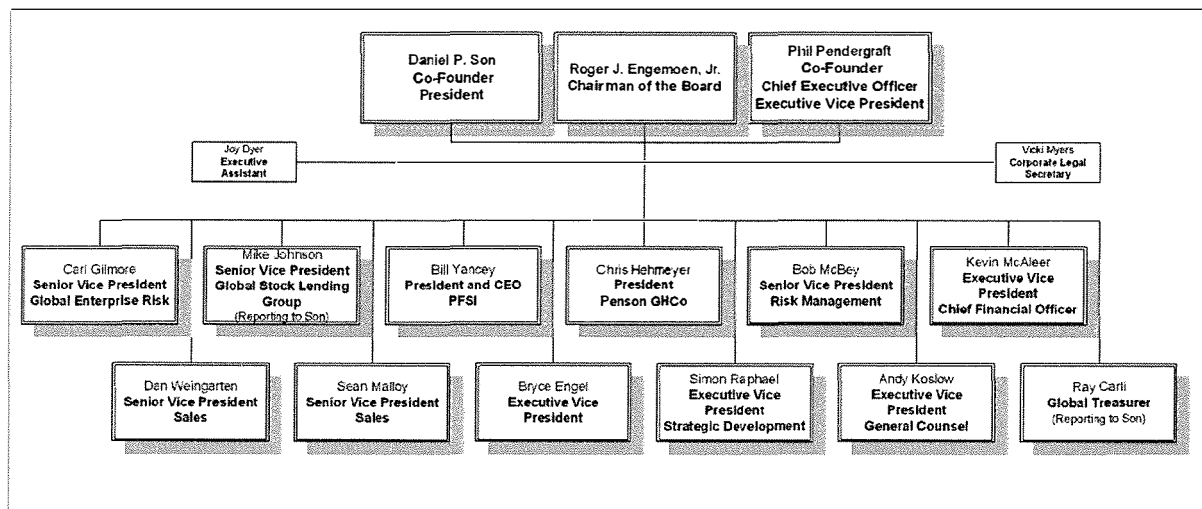 Daniel P. Son
Co-Founder
President
Roger J. Engemoen, Jr.
Chairman of the Board
Phil Pendergraft
Co-Founder
Chief Executive Officer
Executive Vice President
Joy Dyer
Executive
Assistant
Vicki Myers
Corporate Legal
Secretary
Carl Gilmore
Senior Vice President
Global Enterprise Risk
Mike Johnson
Senior Vice President
Global Stock Lending
Group
(Reporting to Son)
Bill Yancey
President and CEO
PFSI
Chris Hehmeyer
President
Penson GHCo
Bob McBey
Senior Vice President
Risk Management
Kevin McAleer
Executive Vice
President
Chief Financial Officer
Dan Weingarten
Senior Vice President
Sales
Sean Malloy
Senior Vice President
Sales
Bryce Engel
Executive Vice
President
Simon Raphael
Executive Vice
President
Strategic Development
Andy Koslow
Executive Vice
President
General Counsel
Ray Carli
Global Treasurer
(Reporting to Son)